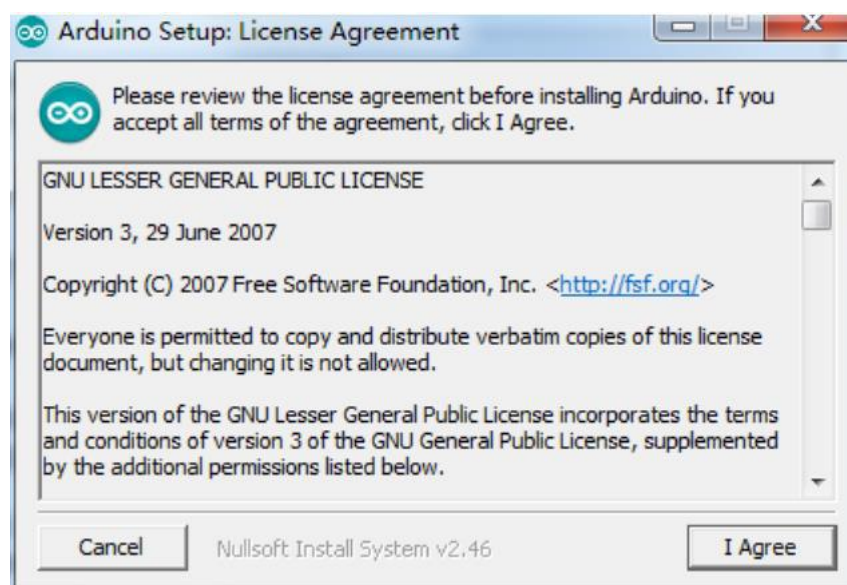 Arduino Setup: License Agreement
Please review the license agreement before installing Arduino. If you
accept all terms of the agreement, click I Agree.
GNU LESSER GENERAL PUBLIC LICENSE
Version 3, 29 June 2007
Copyright (C) 2007 Free Software Foundation, Inc. <http://fsf.org/>
Everyone is permitted to copy and distribute verbatim copies of this license
document, but changing it is not allowed.
This version of the GNU Lesser General Public License incorporates the terms
and conditions of version 3 of the GNU General Public License, supplemented
by the additional permissions listed below.
Cancel Nullsoft Install System v2.46 I Agree